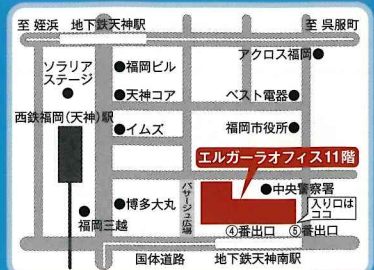 至 姪浜 地下鉄天神駅 至 呉服町
アクロス福岡●
ソラリア
ステージ
●福岡ビル
●天神コア
ベスト電器●
西鉄福岡(天神)駅
●イムズ
福岡市役所●
エルガーラオフィス11階
●中央警察署
入り口は
ココ
パサージュ広場
●博多大丸
福岡三越
④番出口 ⑤番出口
国体道路 地下鉄天神南駅